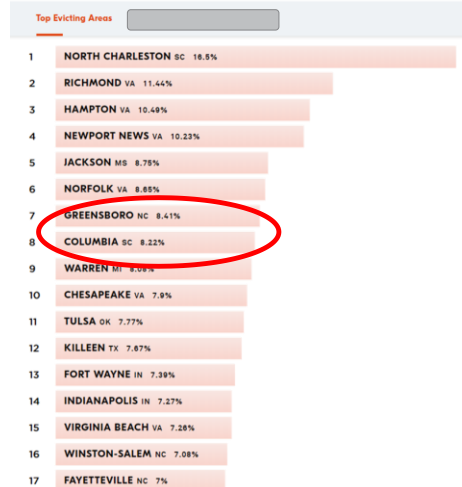 Top Evicting Areas
1 NORTH CHARLESTON SC 16.5%
2 RICHMOND VA 11.44%
3 HAMPTON VA 10.49%
4 NEWPORT NEWS VA 10.23%
5 JACKSON MS 8.75%
6 NORFOLK VA 8.65%
7 GREENSBORO NC 8.41%
8 COLUMBIA SC 8.22%
9 WARREN MI 8.08%
10 CHESAPEAKE VA 7.9%
11 TULSA OK 7.77%
12 KILLEEN TX 7.67%
13 FORT WAYNE IN 7.39%
14 INDIANAPOLIS IN 7.27%
15 VIRGINIA BEACH VA 7.26%
16 WINSTON-SALEM NC 7.08%
17 FAYETTEVILLE NC 7%